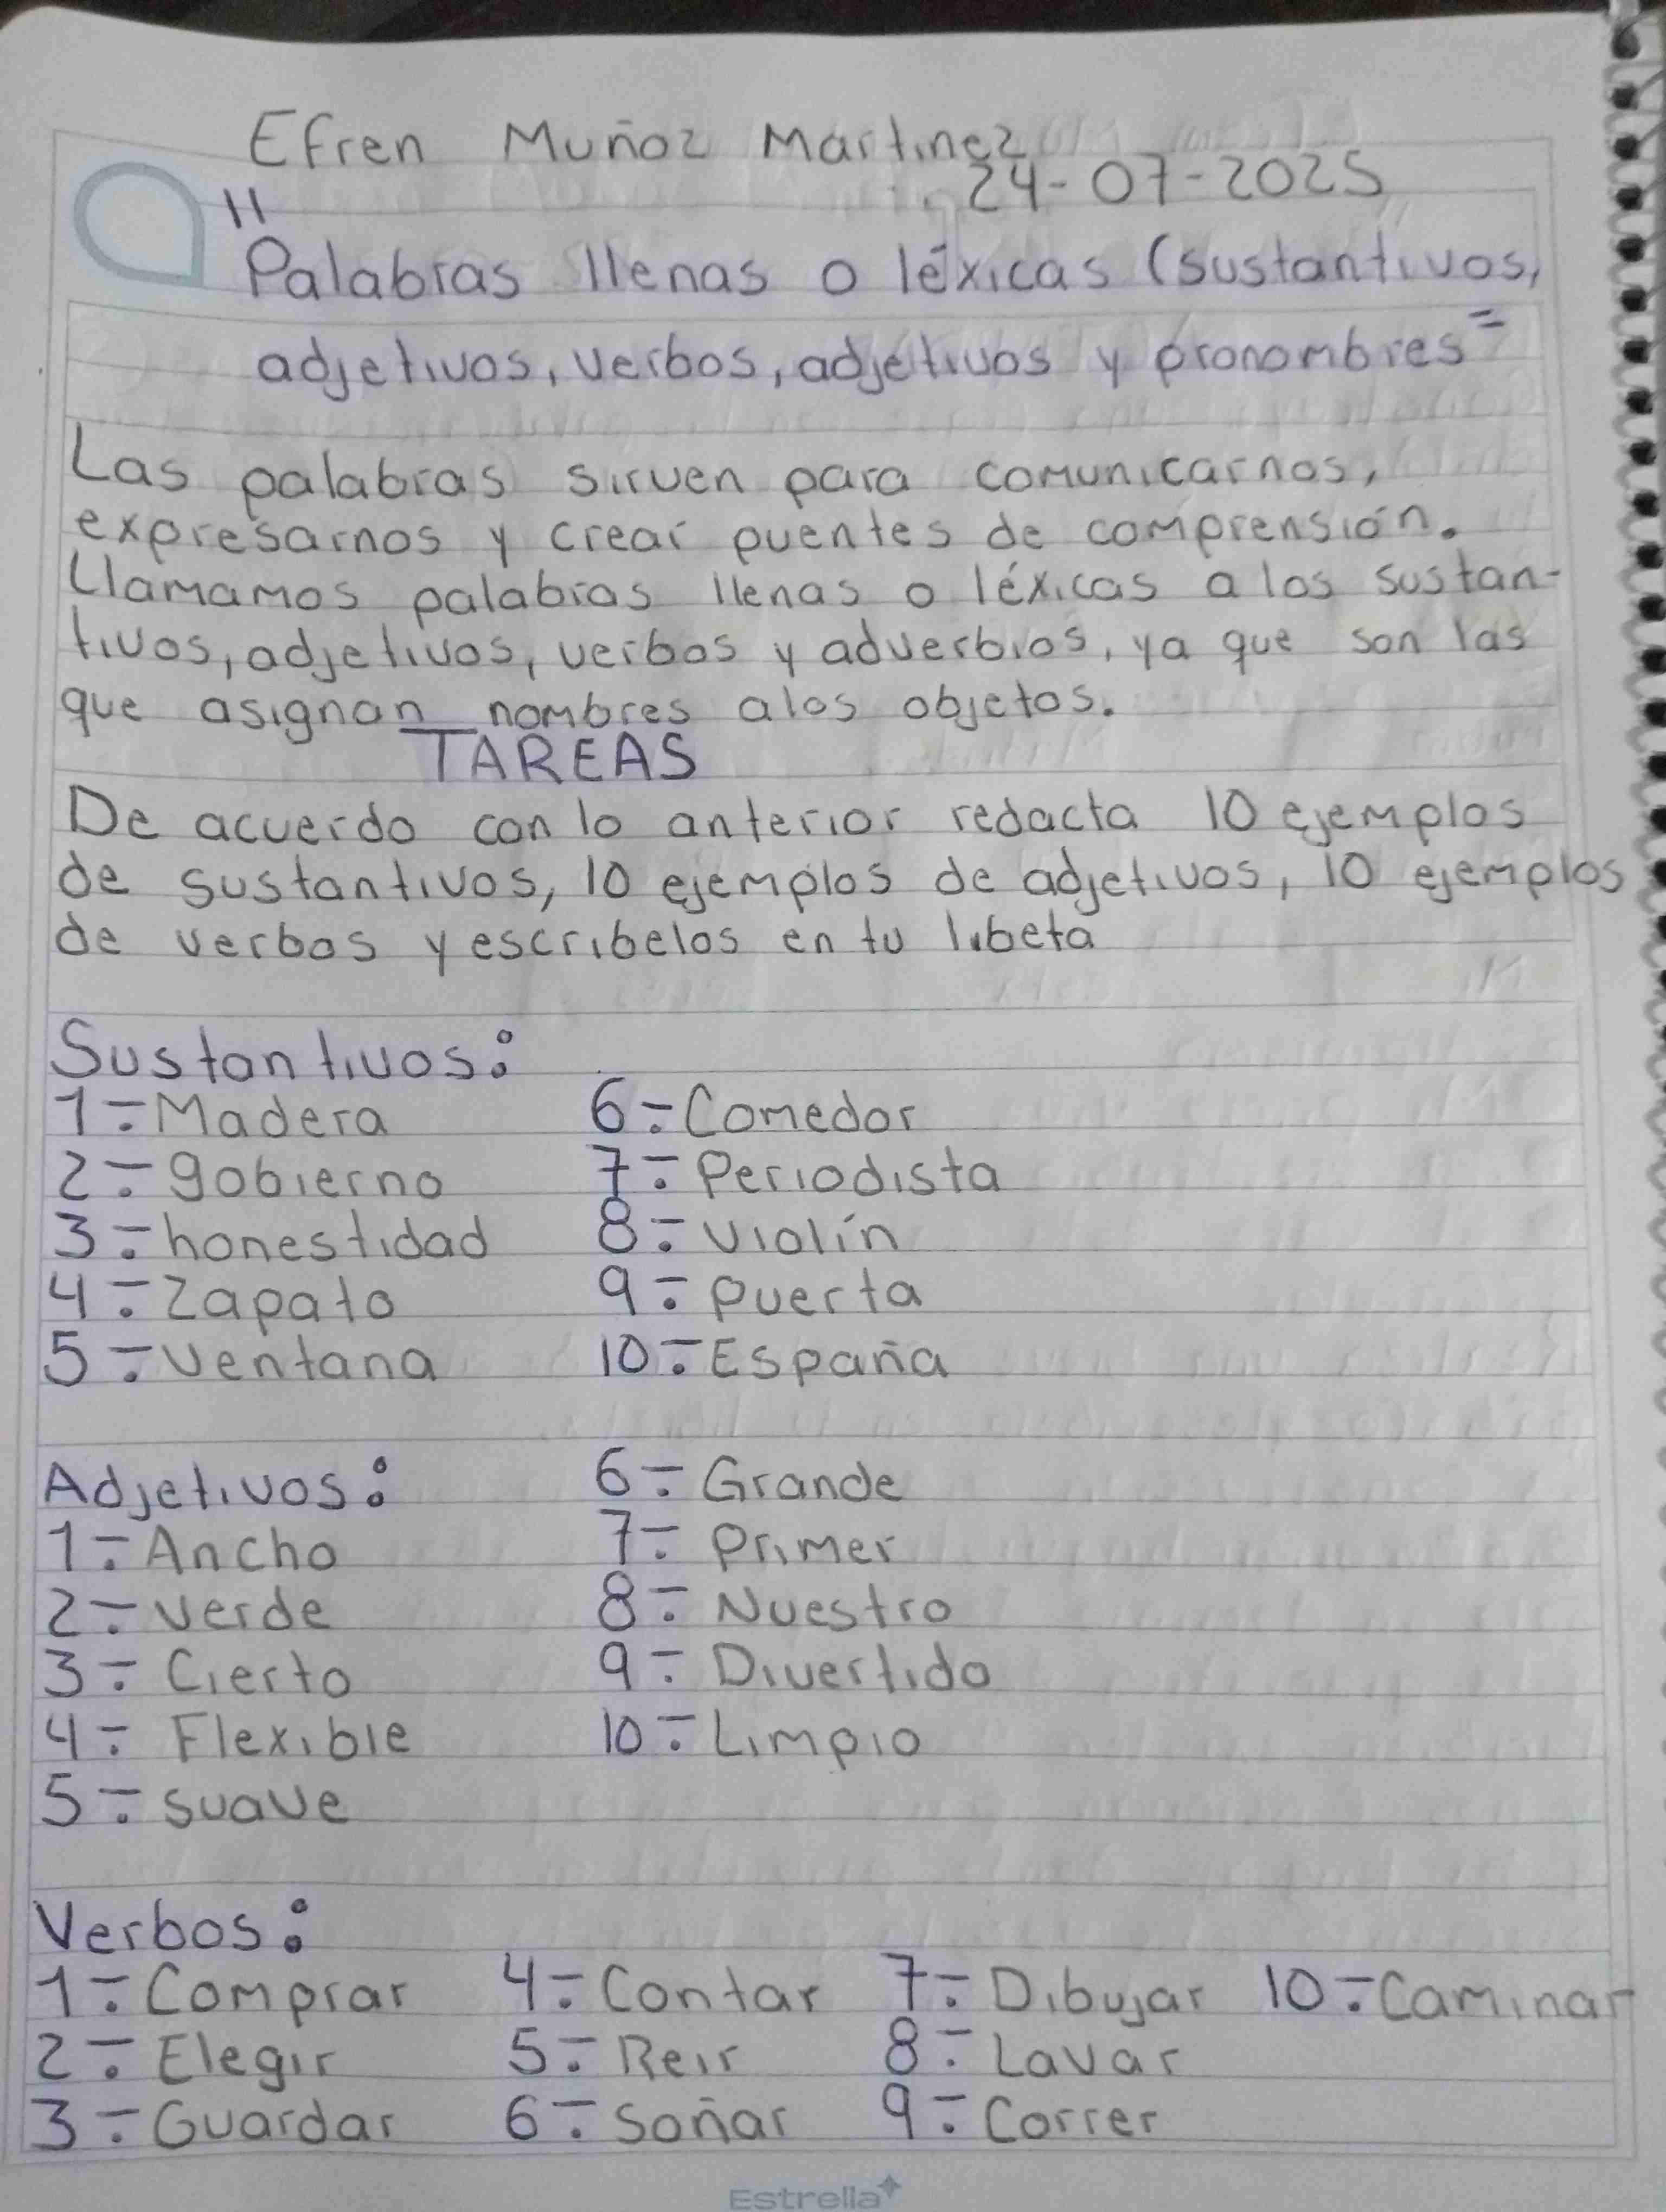 Efren Muñoz Martinez
24-07-2025
"Palabras llenas o léxicas (sustantivos,
adjetivos, verbos, adjetivos y pronombres"
Las palabras sirven para comunicarnos,
expresarnos y crear puentes de comprensión.
Llamamos palabras llenas o léxicas a los sustan-
tivos, adjetivos, verbos y adverbios, ya que son las
que asignan nombres alos objetos.
TAREAS
De acuerdo con lo anterior redacta 10 ejemplos
de sustantivos, 10 ejemplos de adjetivos, 10 ejemplos
de verbos y escribelos en tu libeta
Sustantivos:
1.- Madera
2.- gobierno
3.- honestidad
4.- Zapato
5.- Ventana
6.- Comedor
7.- Periodista
8.- Violín
9.- Puerta
10.- España
Adjetivos:
1.- Ancho
2.- Verde
3.- Cierto
4.- Flexible
5.- suave
6.- Grande
7.- Primer
8.- Nuestro
9.- Divertido
10.- Limpio
Verbos:
1.- Comprar
2.- Elegir
3.- Guardar
4.- Contar
5.- Reir
6.- Soñar
7.- Dibujar
8.- Lavar
9.- Correr
10.- Caminar
Estrella